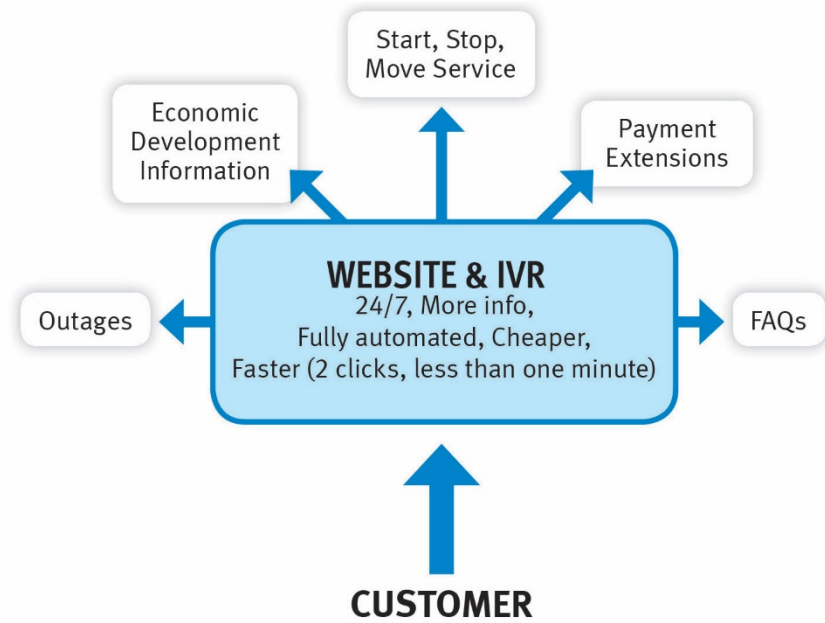 Start, Stop,
Move Service
Economic
Development
Information
Payment
Extensions
WEBSITE & IVR
24/7, More info,
Fully automated, Cheaper,
Faster (2 clicks, less than one minute)
Outages
FAQs
CUSTOMER